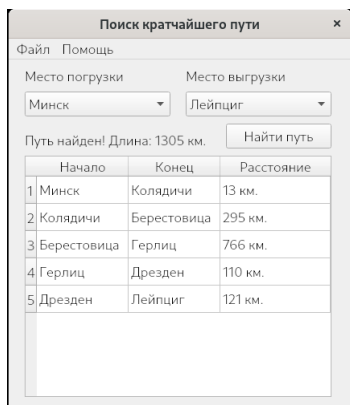 Поиск кратчайшего пути ×
Файл Помощь
Место погрузки Место выгрузки
Минск Лейпциг
Путь найден! Длина: 1305 км. Найти путь
Начало Конец Расстояние
1 Минск Колядичи 13 км.
2 Колядичи Берестовица 295 км.
3 Берестовица Герлиц 766 км.
4 Герлиц Дрезден 110 км.
5 Дрезден Лейпциг 121 км.